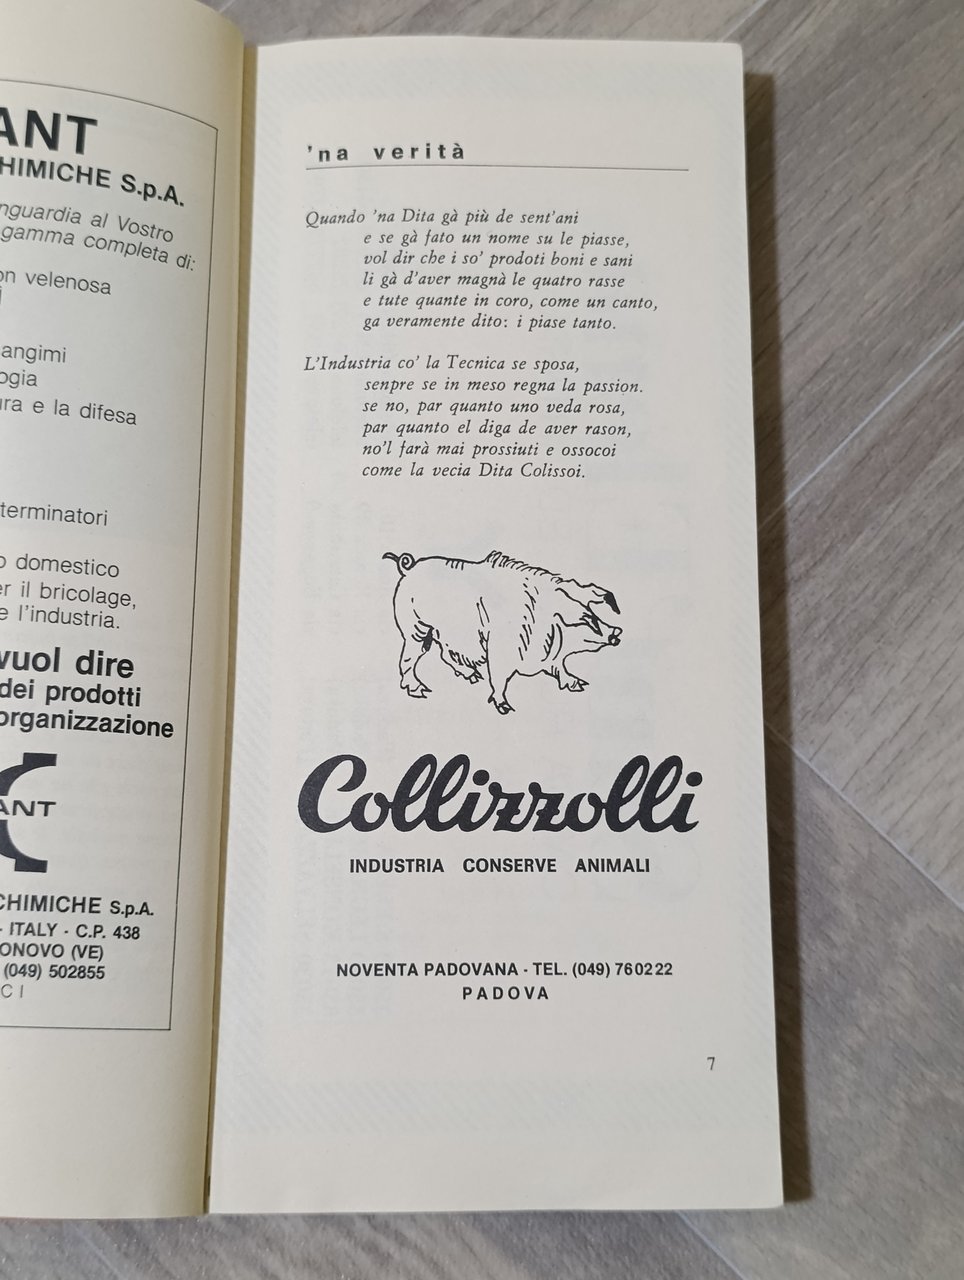 ANT
CHIMICHE S.p.A.
nguardia al Vostro
gamma completa di:
on velenosa
angimi
ogia
ura e la difesa
terminatori
o domestico
er il bricolage,
e l'industria.
vuol dire
dei prodotti
organizzazione
ANT
CHIMICHE S.p.A.
- ITALY - C.P. 438
ONOVO (VE)
(049) 502855
C I
'na verità
Quando 'na Dita gà più de sent'ani
e se gà fato un nome su le piasse,
vol dir che i so' prodoti boni e sani
li gà d'aver magnà le quatro rasse
e tute quante in coro, come un canto,
ga veramente dito: i piase tanto.
L'Industria co' la Tecnica se sposa,
senpre se in meso regna la passion.
se no, par quanto uno veda rosa,
par quanto el diga de aver rason,
no'l farà mai prossiuti e ossocoi
come la vecia Dita Colissoi.
Collizzolli
INDUSTRIA CONSERVE ANIMALI
NOVENTA PADOVANA - TEL. (049) 760222
PADOVA
7